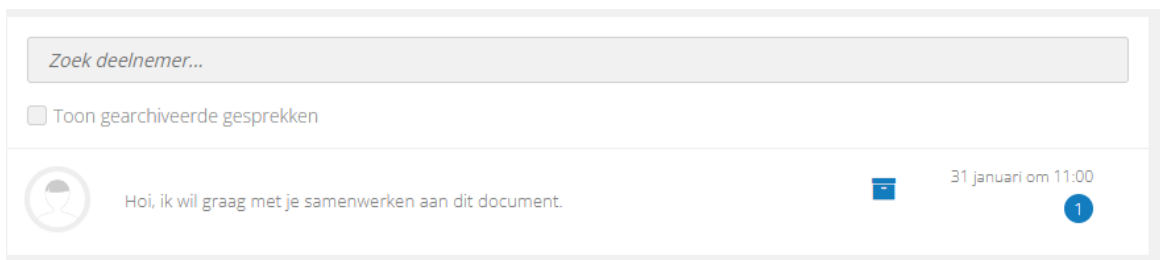 Zoek deelnemer...
Toon gearchiveerde gesprekken
31 januari om 11:00
Hoi, ik wil graag met je samenwerken aan dit document.
1